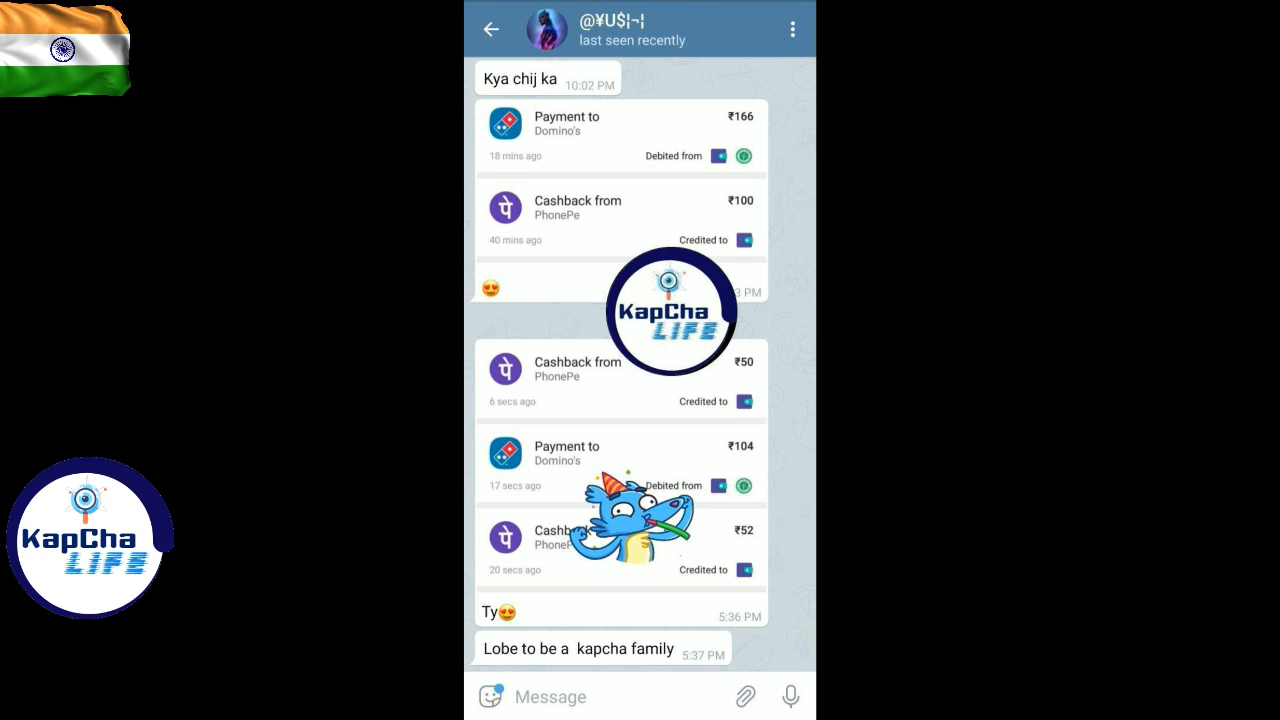 @¥U$¦¬¦
last seen recently
Kya chij ka 10:02 PM
Payment to ₹166
Domino's
18 mins ago Debited from
Cashback from ₹100
PhonePe
40 mins ago Credited to
3 PM
KapCha
LIFE
Cashback from ₹50
PhonePe
6 secs ago Credited to
Payment to ₹104
Domino's
17 secs ago Debited from
₹52
20 secs ago Credited to
Ty😍 5:36 PM
Lobe to be a kapcha family 5:37 PM
Message
KapCha
LIFE